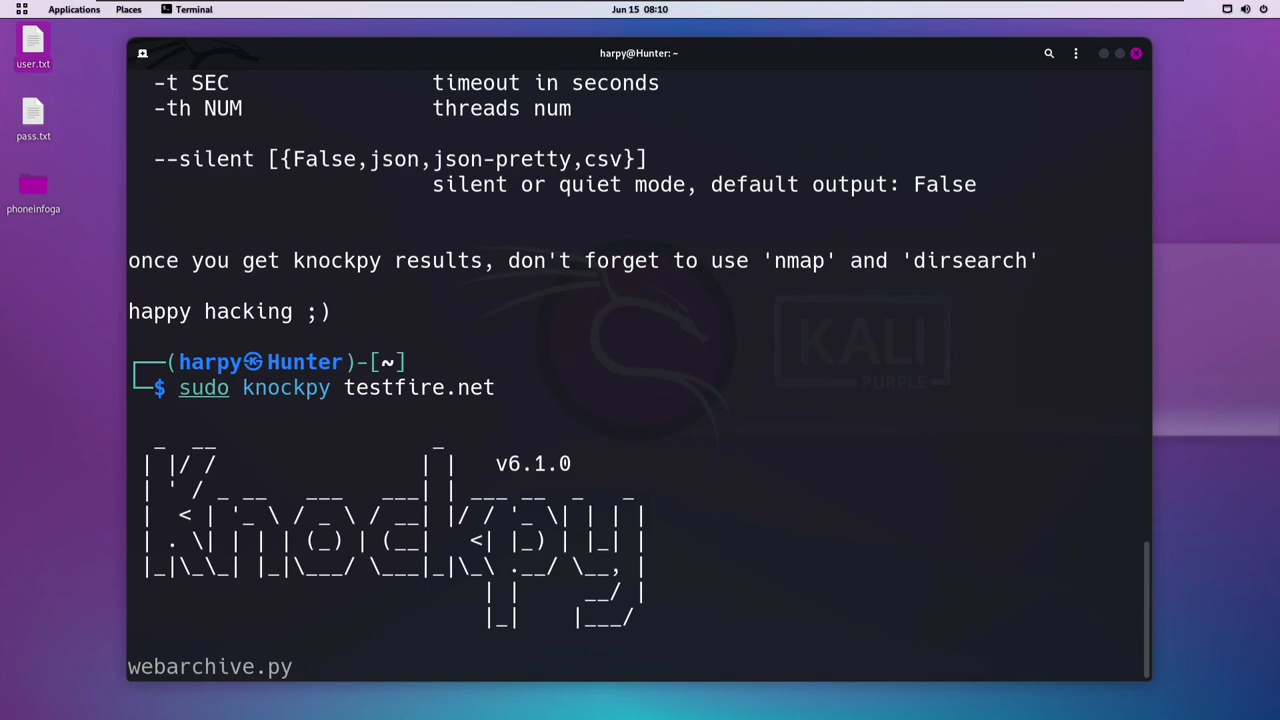 Applications Places Terminal Jun 15 08:10
user.txt
pass.txt
phoneinfoga
harpy@Hunter: ~
-t SEC timeout in seconds
-th NUM threads num
--silent [{False,json,json-pretty,csv}]
silent or quiet mode, default output: False
once you get knockpy results, don't forget to use 'nmap' and 'dirsearch'
happy hacking ;)
┌──(harpy㉿Hunter)-[~]
└─$ sudo knockpy testfire.net
v6.1.0
Knockpy
webarchive.py
KALI
PURPLE